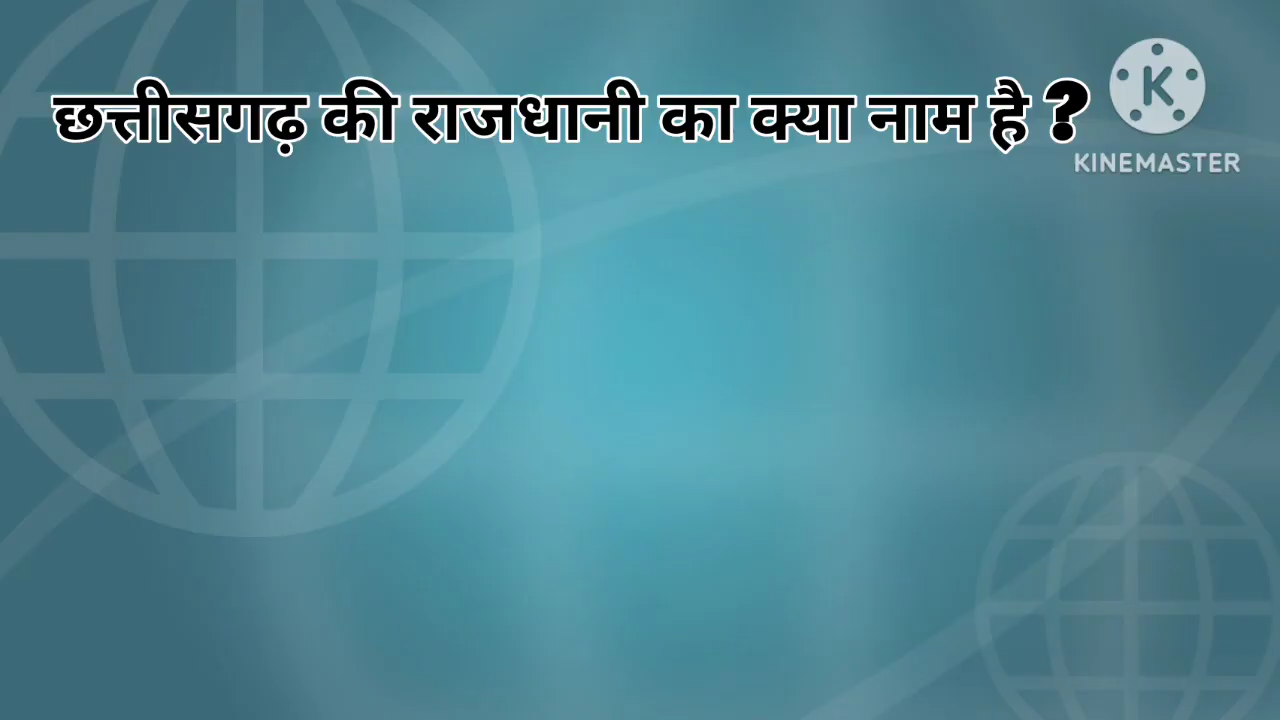 छत्तीसगढ़ की राजधानी का क्या नाम है ?
K
KINEMASTER